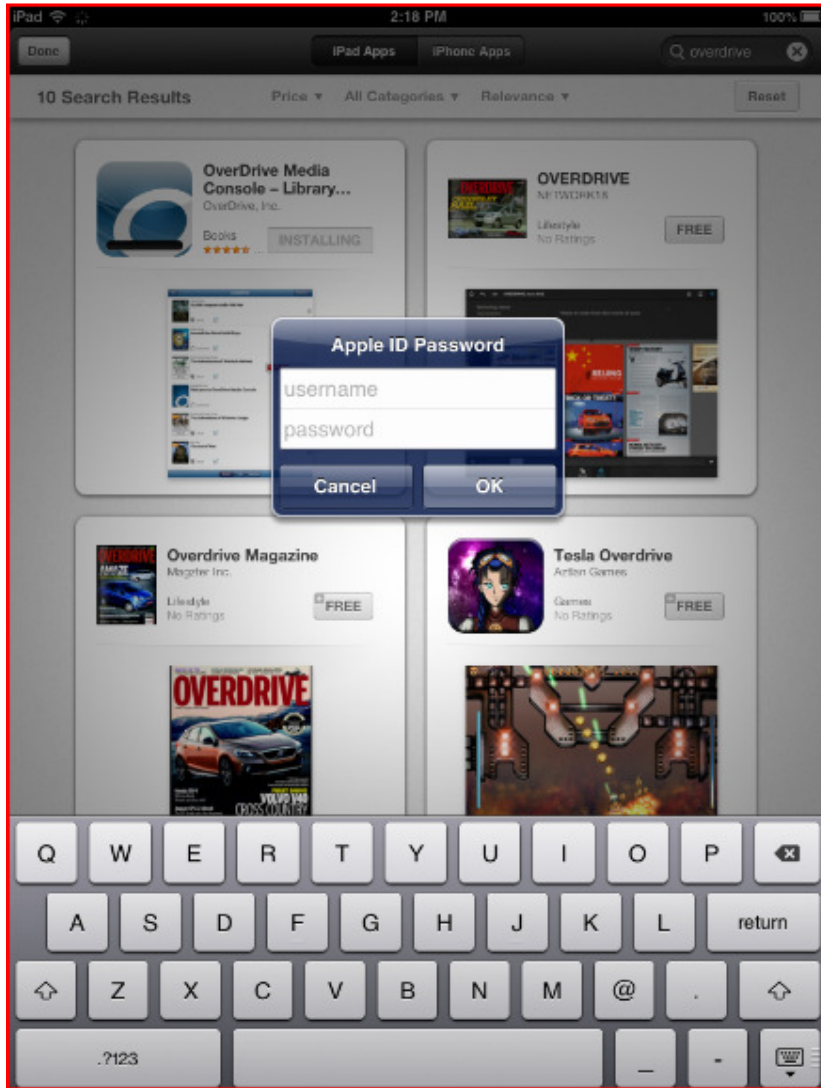 iPad 2:18 PM 100%
Done iPad Apps iPhone Apps overdrive
10 Search Results Price All Categories Relevance Reset
OverDrive Media
Console – Library...
OverDrive, Inc.
Books
INSTALLING
OVERDRIVE
NETWORK18
Lifestyle
No Ratings
FREE
Apple ID Password
username
password
Cancel OK
BEIJING
Overdrive Magazine
Magzter Inc.
Lifestyle
No Ratings
FREE
OVERDRIVE
VOLVO V40
CROSS COUNTRY
Tesla Overdrive
Aztlan Games
Games
No Ratings
FREE
Q W E R T Y U I O P
A S D F G H J K L return
Z X C V B N M @ .
.?123 _ -